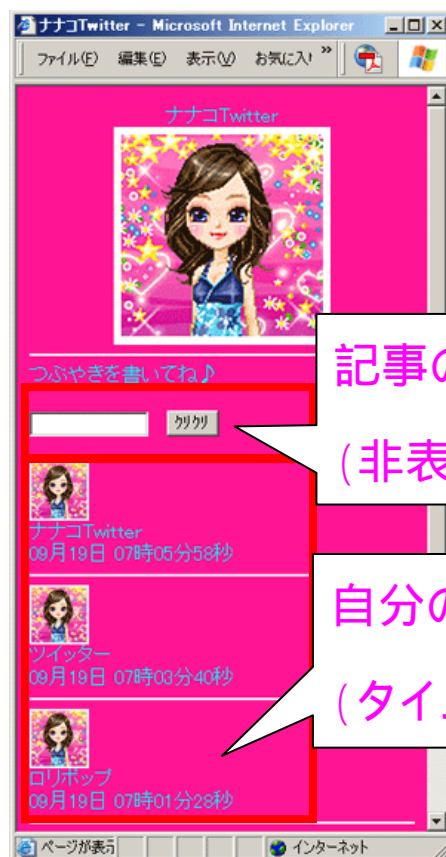 ナナコTwitter - Microsoft Internet Explorer
ファイル(F) 編集(E) 表示(V) お気に入り »
ナナコTwitter
つぶやきを書いてね♪
クリクリ
記事の
(非表
ナナコTwitter
09月19日 07時05分58秒
自分の
(タイ
ツイッター
09月19日 07時03分40秒
ロリポップ
09月19日 07時01分28秒
ページが表示
インターネット